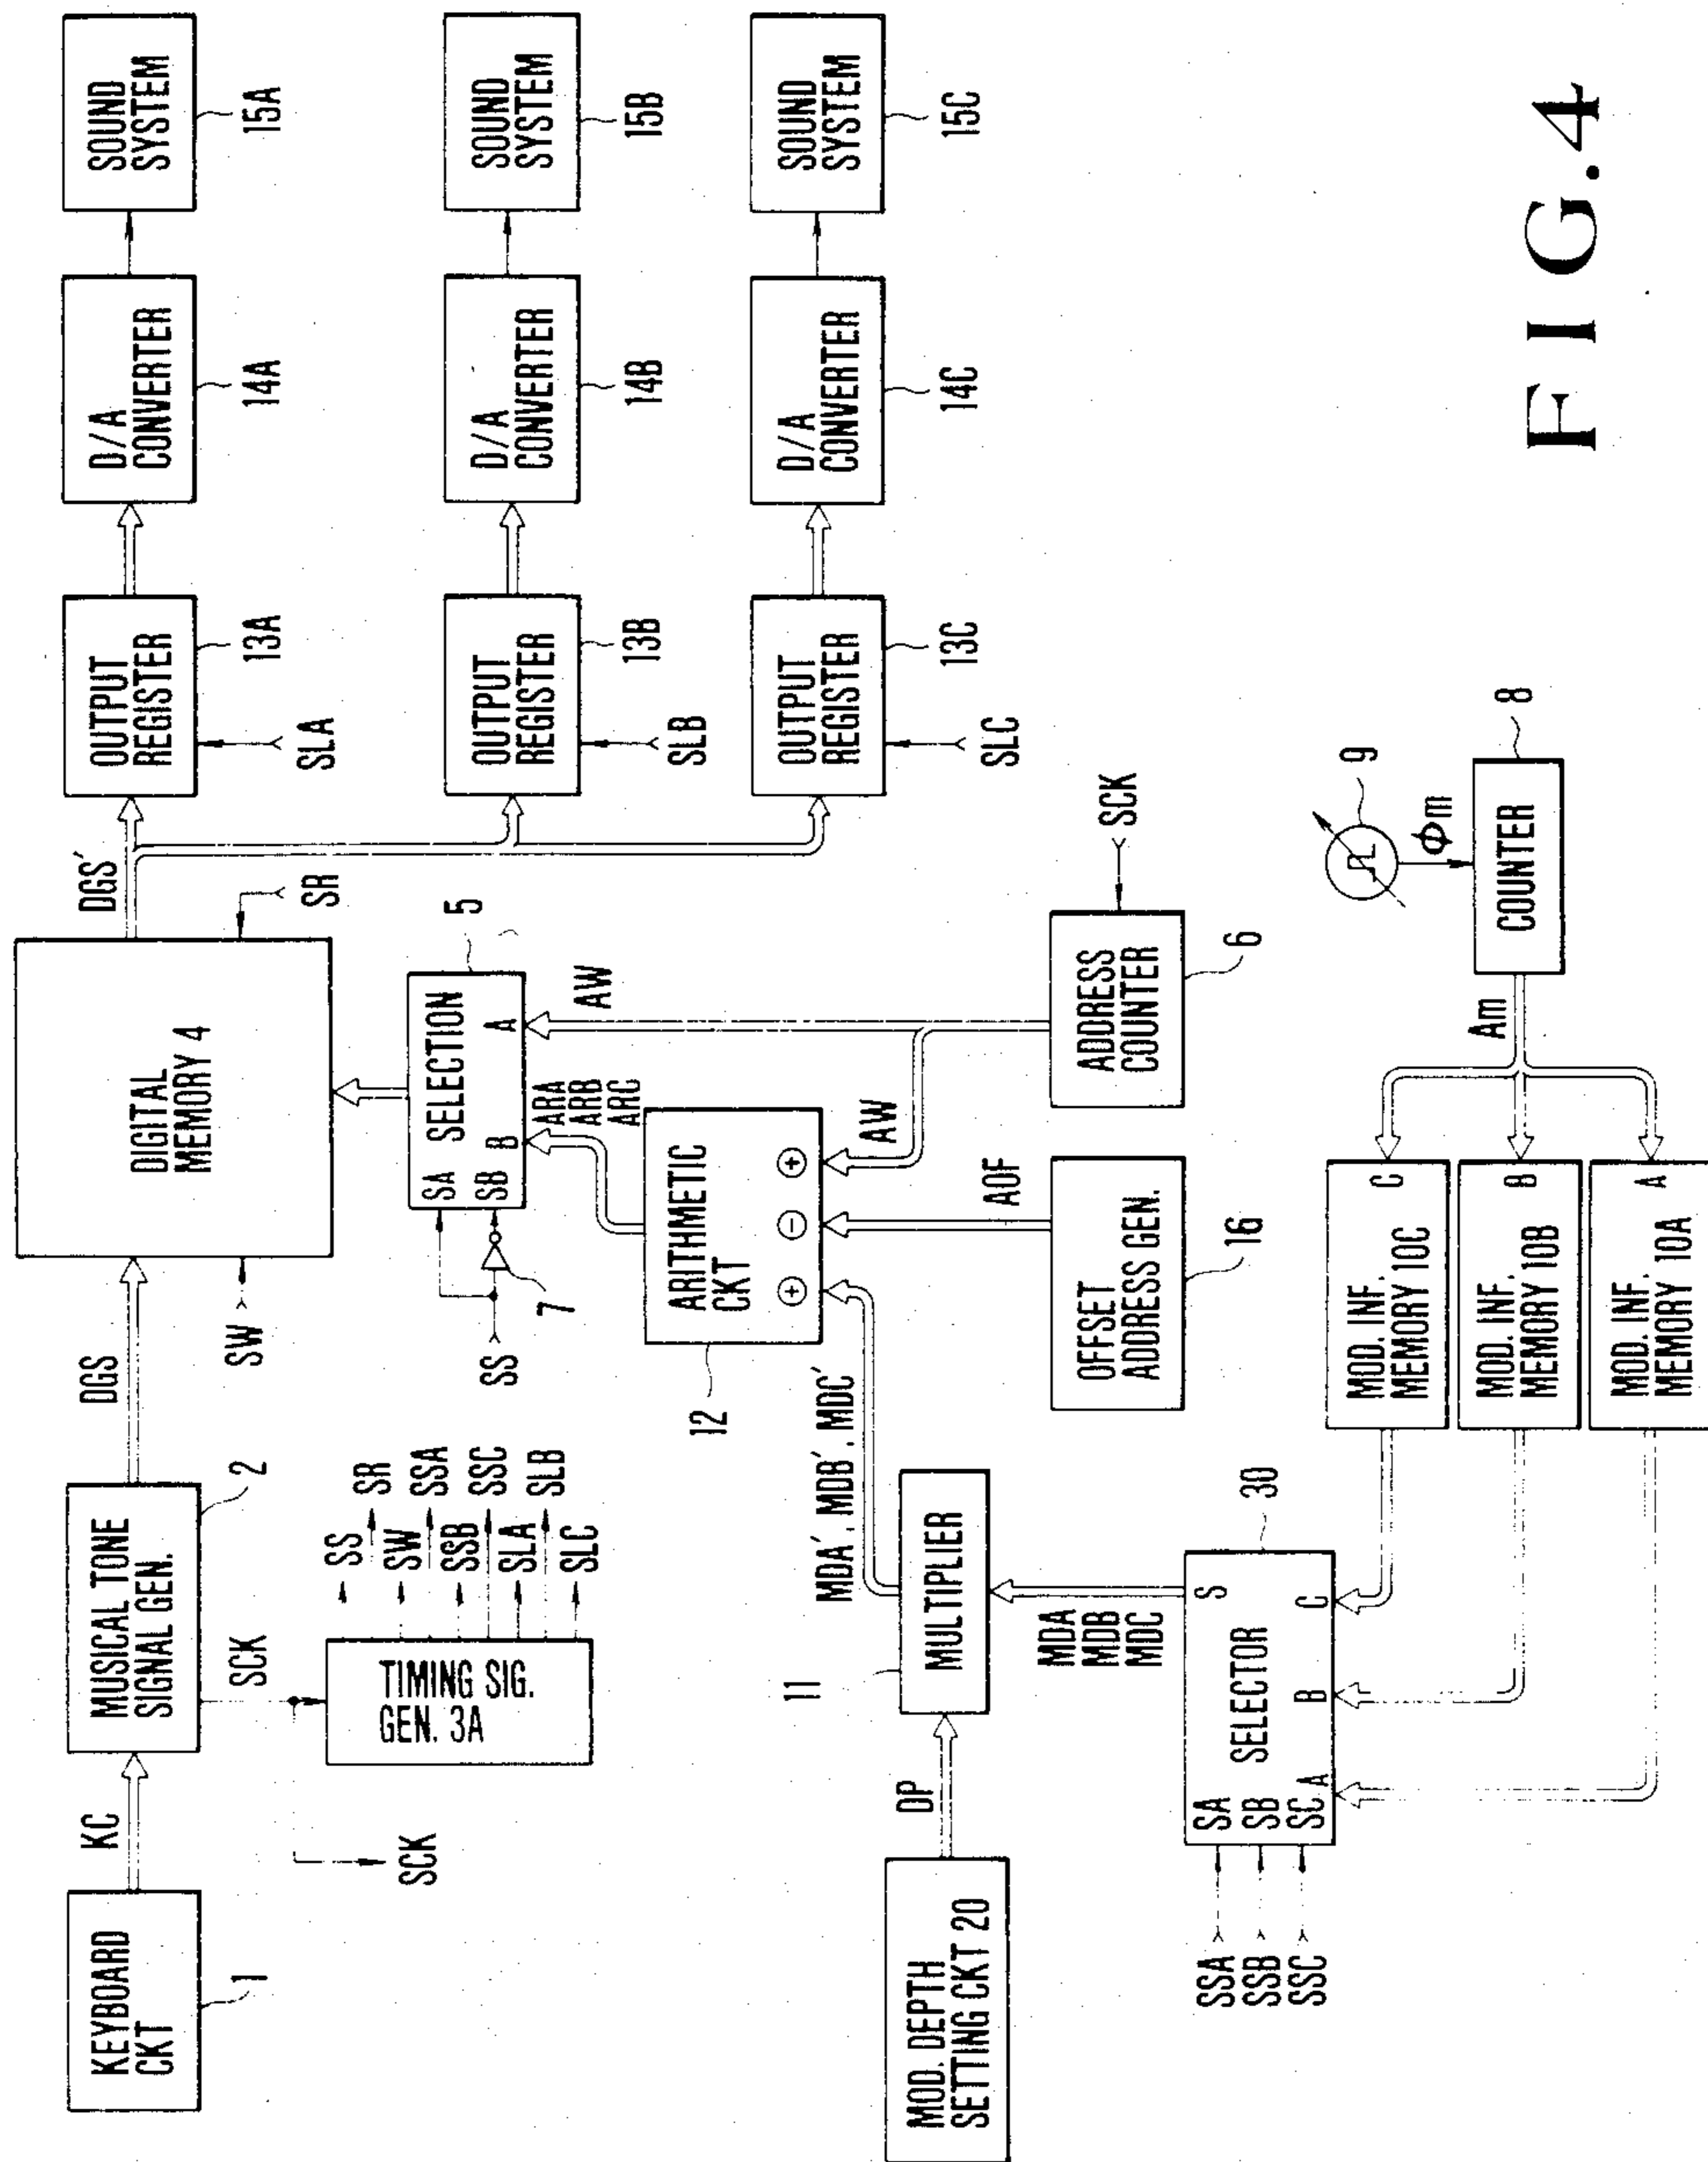 KEYBOARD
CKT
1
KC
MUSICAL TONE
SIGNAL GEN.
2
DGS
DIGITAL
MEMORY 4
SW
SR
DGS'
OUTPUT
REGISTER
13A
SLA
D/A
CONVERTER
14A
SOUND
SYSTEM
15A
OUTPUT
REGISTER
13B
SLB
D/A
CONVERTER
14B
SOUND
SYSTEM
15B
OUTPUT
REGISTER
13C
SLC
D/A
CONVERTER
14C
SOUND
SYSTEM
15C
SCK
SCK
TIMING SIG.
GEN. 3A
SS
SR
SW
SSA
SSB
SSC
SLA
SLB
SLC
SELECTION
5
SA
SB
B
A
SS
7
ARA
ARB
ARC
AW
ARITHMETIC
CKT
12
+
−
+
AW
AOF
ADDRESS
COUNTER
6
SCK
OFFSET
ADDRESS GEN.
16
MDA', MDB', MDC'
MULTIPLIER
11
DP
MOD. DEPTH
SETTING CKT 20
MDA
MDB
MDC
SELECTOR
30
S
SA
SB
SC
A
B
C
SSA
SSB
SSC
MOD. INF.
MEMORY 10C
C
MOD. INF.
MEMORY 10B
B
MOD. INF.
MEMORY 10A
A
Am
COUNTER
8
ϕm
9
FIG.4